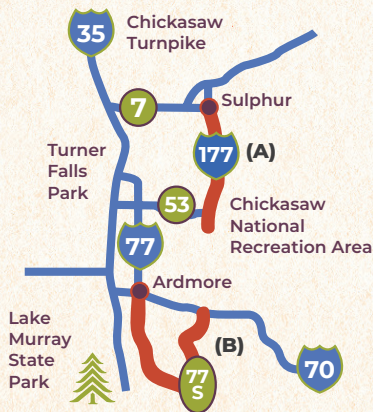 35
Chickasaw
Turnpike
7
Sulphur
Turner
Falls
Park
177
(A)
53
Chickasaw
National
Recreation Area
77
Ardmore
Lake
Murray
State
Park
(B)
77
S
70